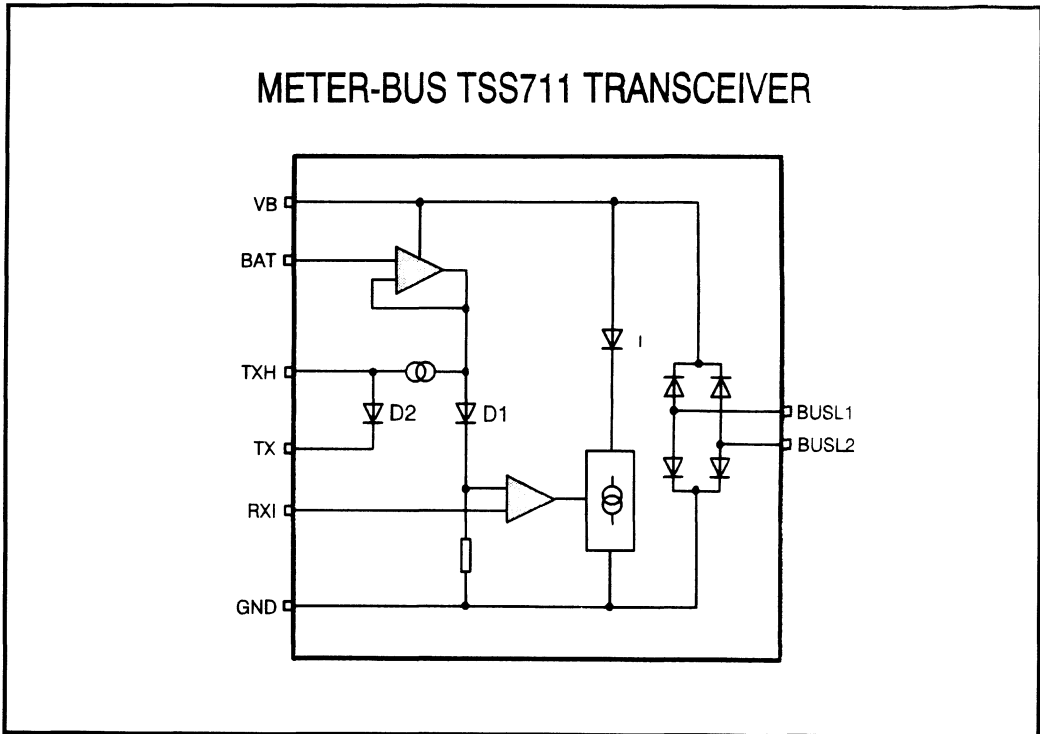 METER-BUS TSS711 TRANSCEIVER
VB
BAT
TXH
I
D2
D1
BUSL1
TX
BUSL2
RXI
GND